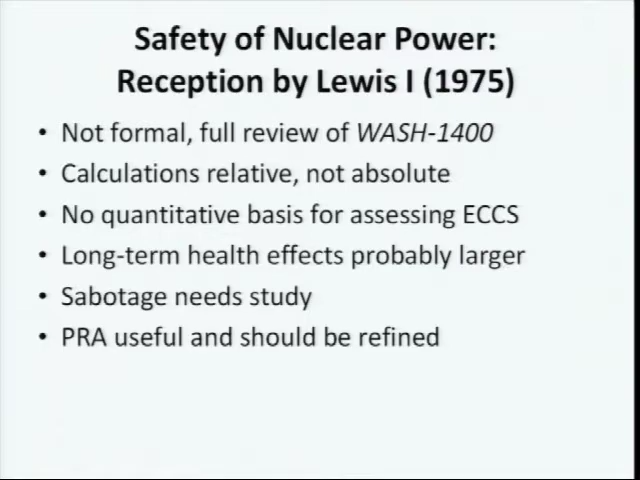 Safety of Nuclear Power:
Reception by Lewis I (1975)
• Not formal, full review of WASH-1400
• Calculations relative, not absolute
• No quantitative basis for assessing ECCS
• Long-term health effects probably larger
• Sabotage needs study
• PRA useful and should be refined